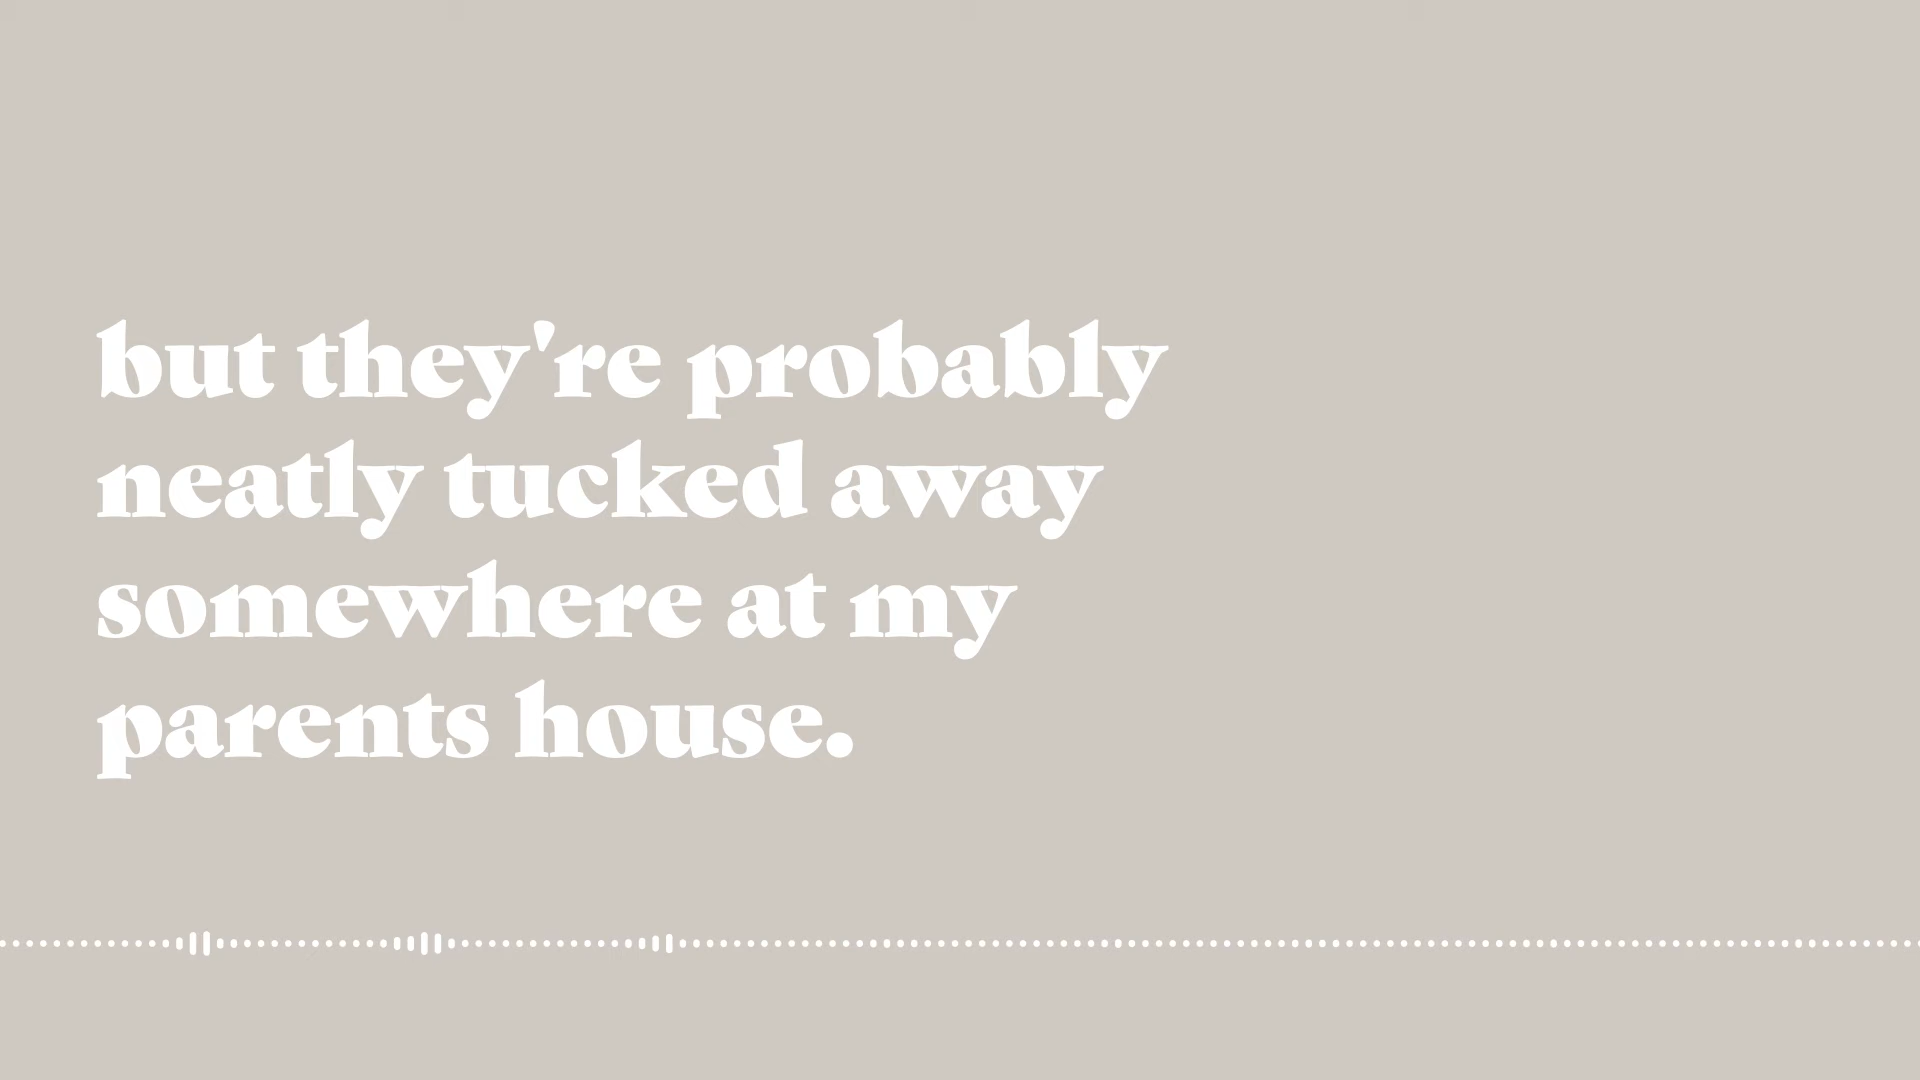 but they're probably
neatly tucked away
somewhere at my
parents house.